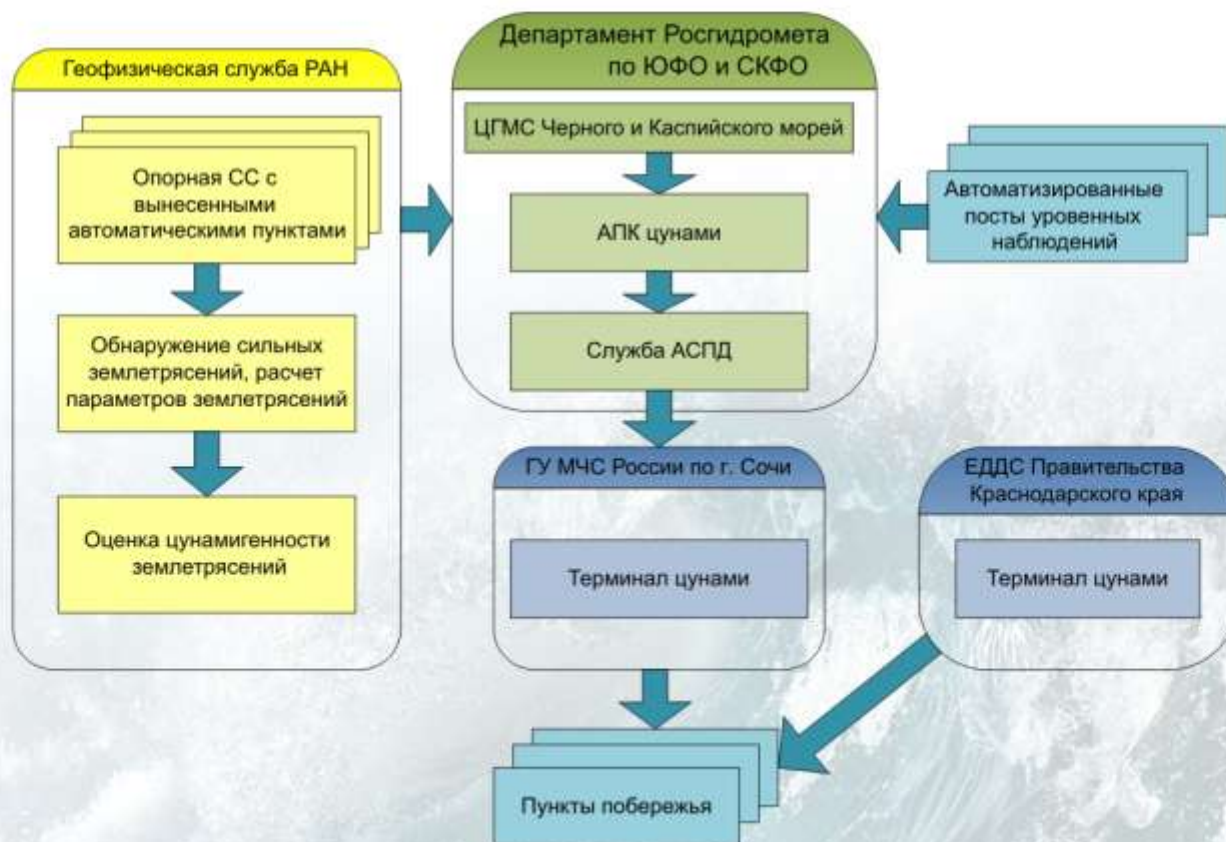 Геофизическая служба РАН
Опорная СС с
вынесенными
автоматическими пунктами
Обнаружение сильных
землетрясений, расчет
параметров землетрясений
Оценка цунамигенности
землетрясений
Департамент Росгидромета
по ЮФО и СКФО
ЦГМС Черного и Каспийского морей
АПК цунами
Служба АСПД
Автоматизированные
посты уровенных
наблюдений
ГУ МЧС России по г. Сочи
Терминал цунами
ЕДДС Правительства
Краснодарского края
Терминал цунами
Пункты побережья